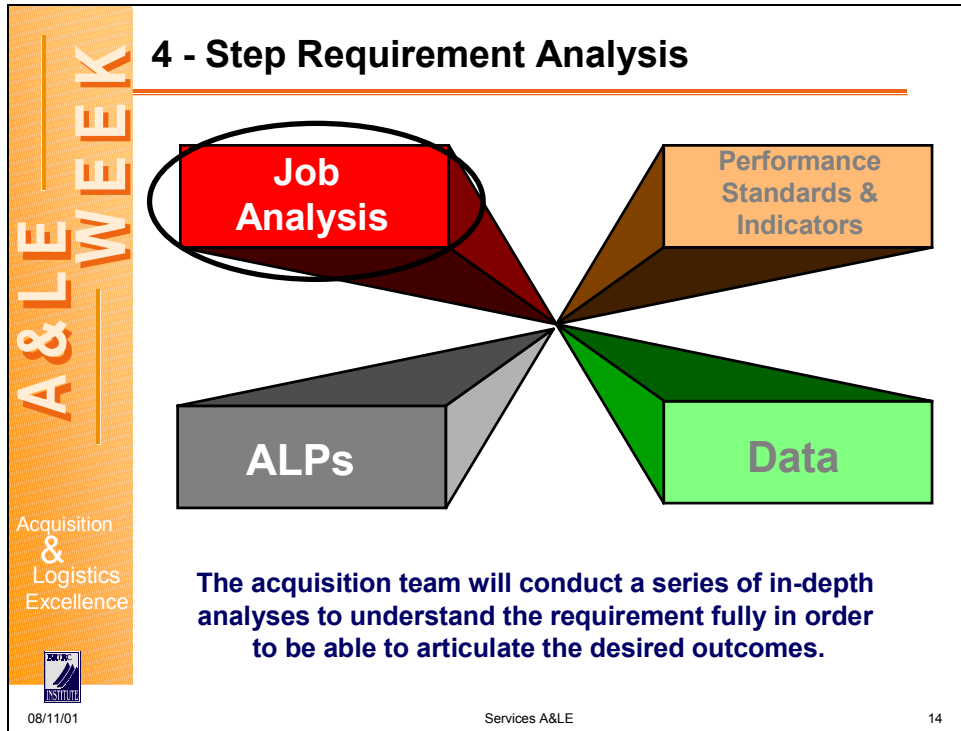 4 - Step Requirement Analysis
A&LE
WEEK
Job
Analysis
Performance
Standards &
Indicators
ALPs
Data
Acquisition
&
Logistics
Excellence
The acquisition team will conduct a series of in-depth
analyses to understand the requirement fully in order
to be able to articulate the desired outcomes.
INSTITUTE
08/11/01
Services A&LE
14